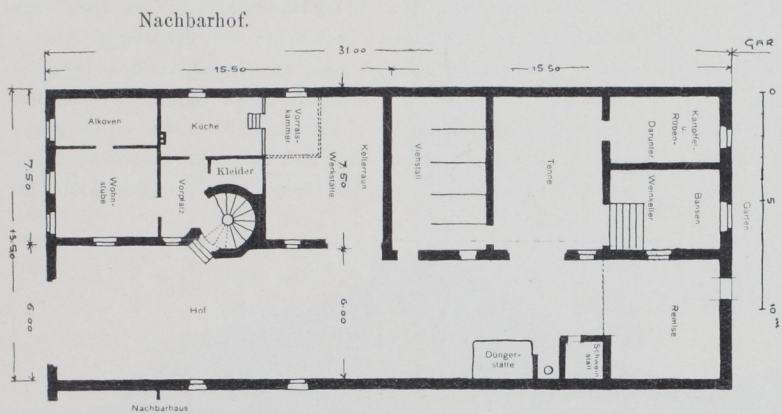 Nachbarhof.
31.00
GAR
15.50
15.50
Alkoven
Küche
Vorrats-
kammer
Kellerraum
Werkstätte
7.50
Viehstall
Tenne
Kartoffel-
u.
Rüben-
Darunter
Weinkeller
Bansen
Garten
0
5
10
m
7.50
13.50
6.00
Wohn-
stube
Vorplatz
Kleider
Hof
6.00
Remise
Dünger-
stätte
Schwein
stall
Nachbarhaus